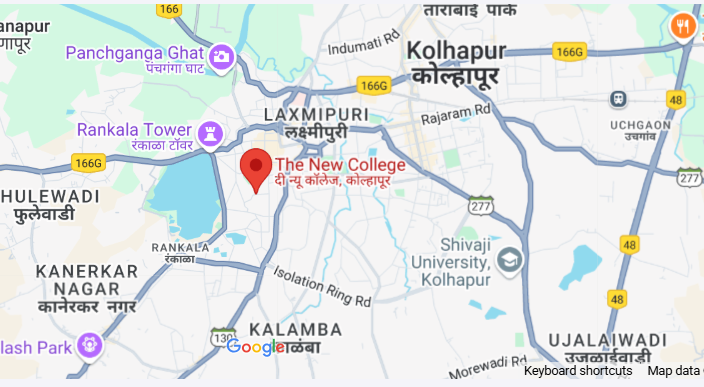 166
ताराबाई पार्क
anapur
णापूर
Indumati Rd
Panchganga Ghat
पंचगंगा घाट
Kolhapur
कोल्हापूर
166G
166G
48
LAXMIPURI
लक्ष्मीपुरी
Rajaram Rd
UCHGAON
उचगांव
Rankala Tower
रंकाळा टॉवर
166G
The New College
दी न्यू कॉलेज, कोल्हापूर
277
HULEWADI
फुलेवाडी
277
RANKALA
रंकाळा
Shivaji
University,
Kolhapur
48
KANERKAR
NAGAR
कानेरकर नगर
Isolation Ring Rd
48
KALAMBA
130
Google
ाळंबा
lash Park
UJALAIWADI
उजळाईवाडी
Morewadi Rd
Keyboard shortcuts
Map data